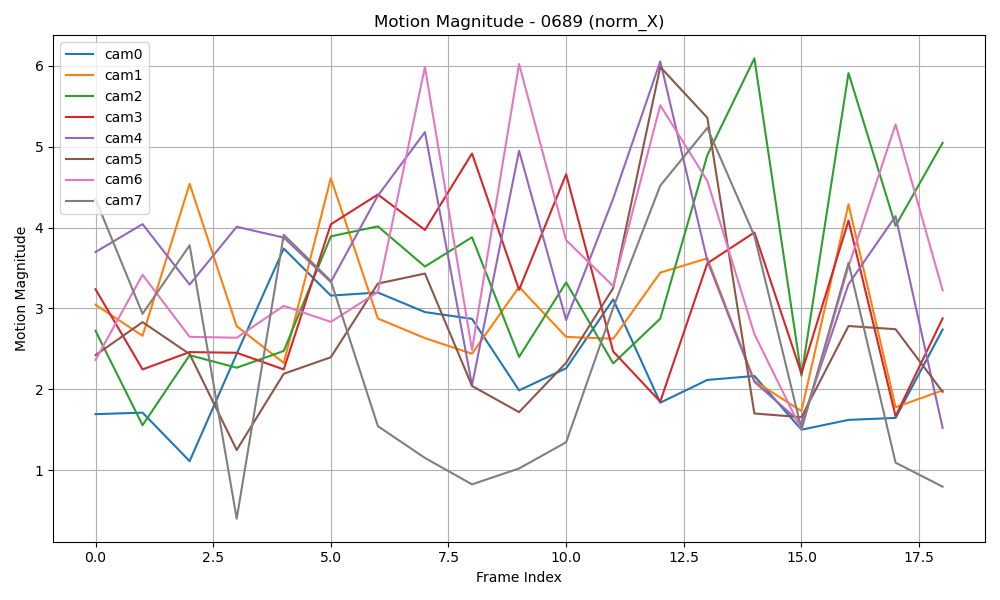 Motion Magnitude - 0689 (norm_X)
cam0
cam1
cam2
cam3
cam4
cam5
cam6
cam7
Motion Magnitude
6
5
4
3
2
1
0.0 2.5 5.0 7.5 10.0 12.5 15.0 17.5
Frame Index